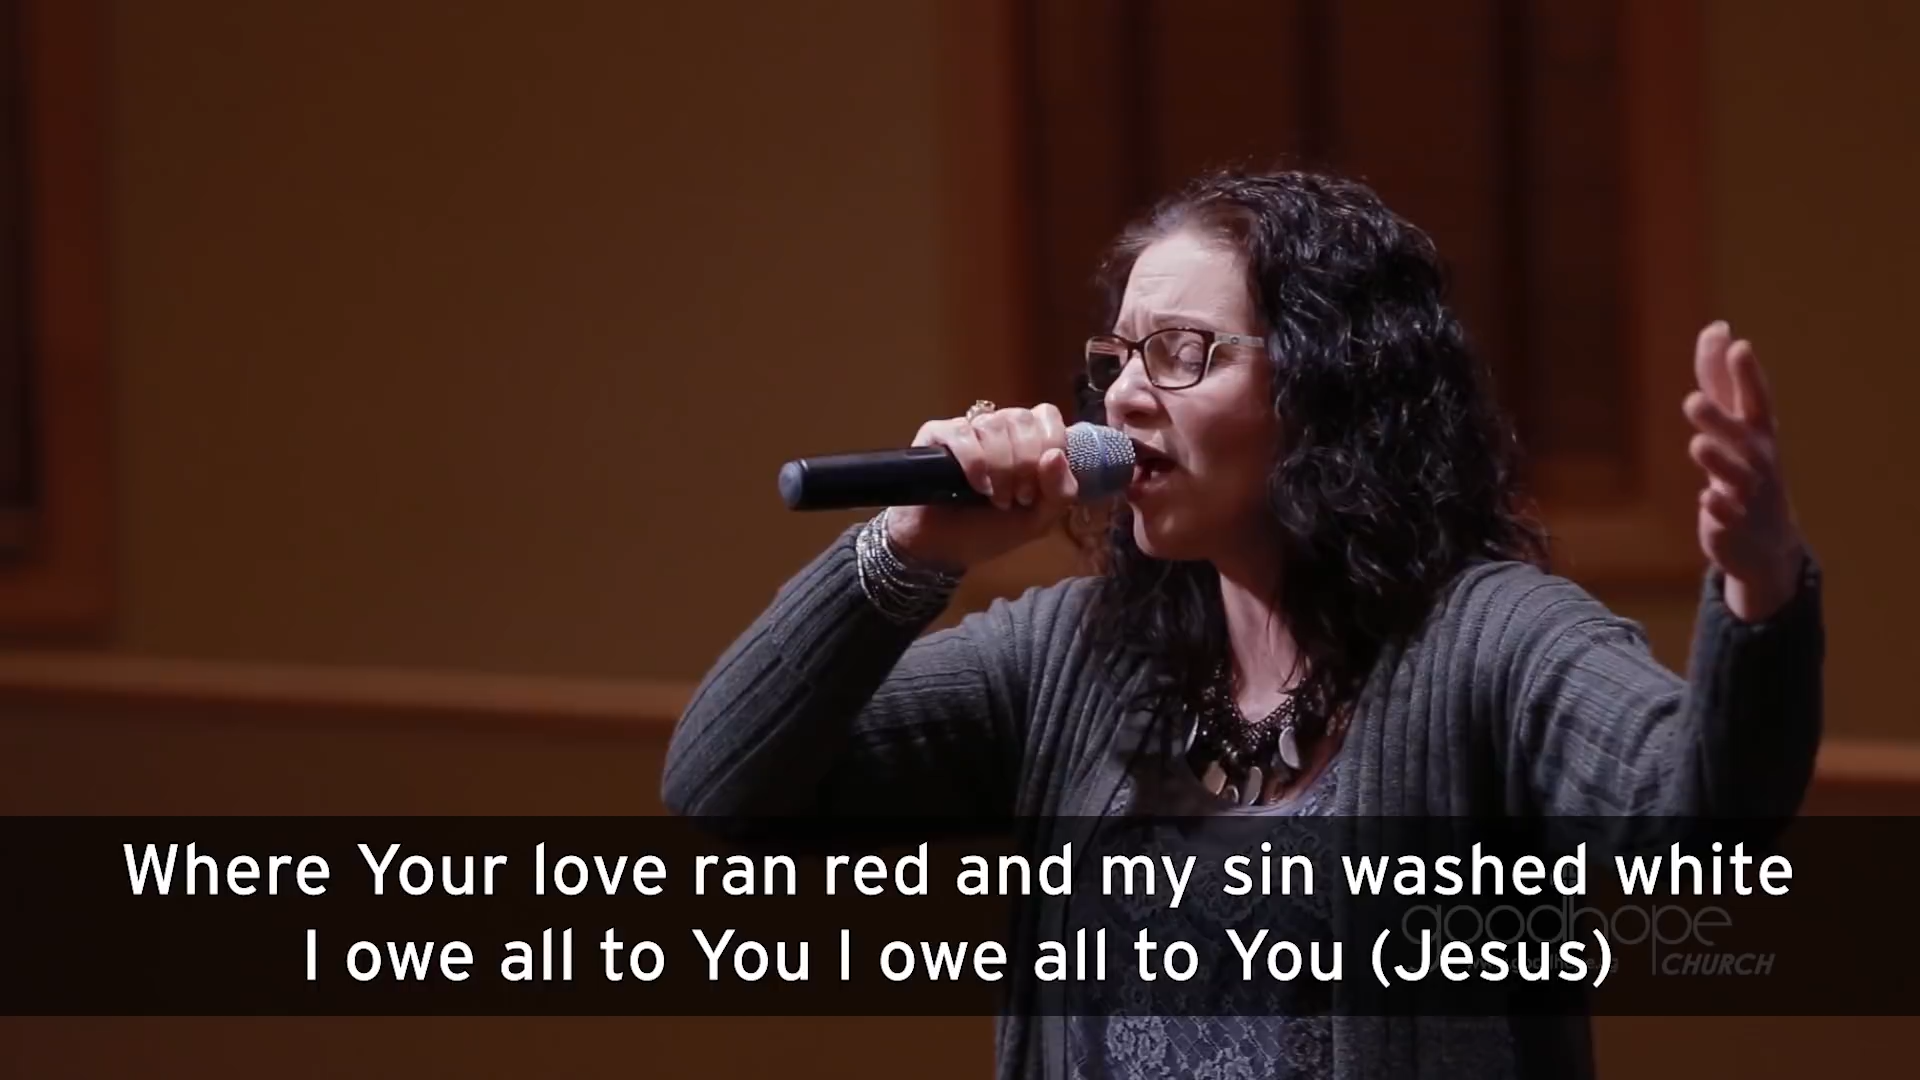 Where Your love ran red and my sin washed white
I owe all to You I owe all to You (Jesus)
goodhope
CHURCH